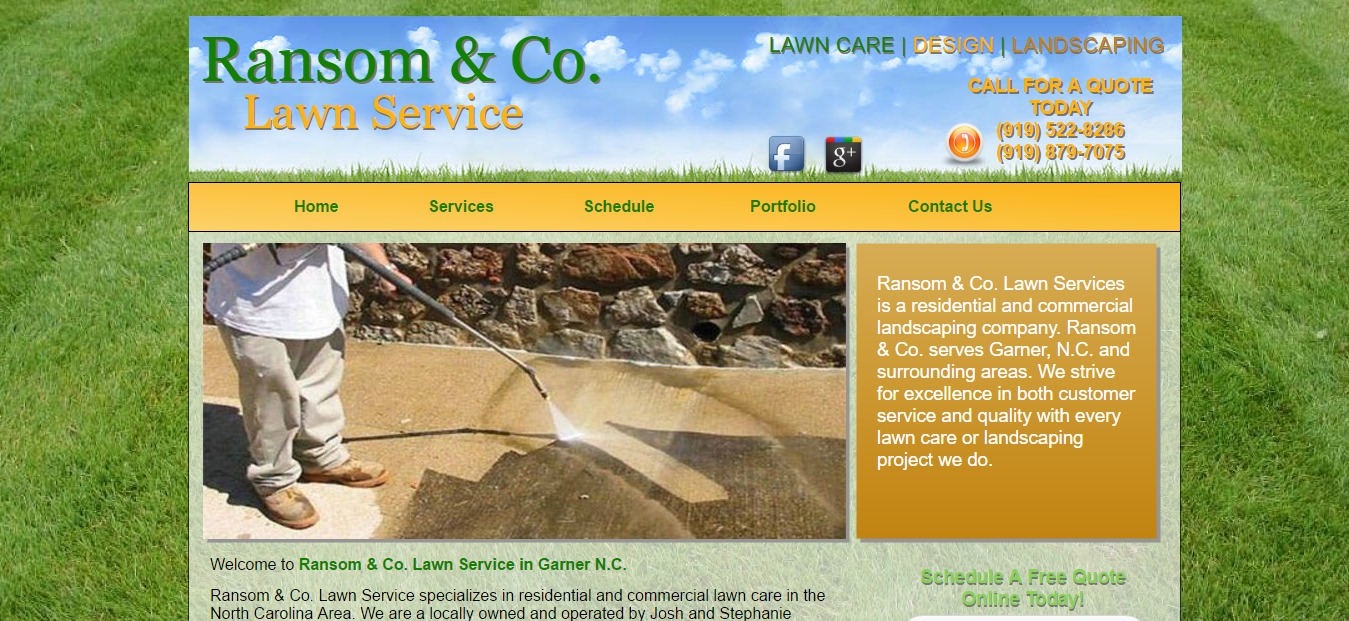 Ransom & Co.
Lawn Service
LAWN CARE | DESIGN | LANDSCAPING
CALL FOR A QUOTE
TODAY
(919) 522-8286
(919) 879-7075
f
g+
Home Services Schedule Portfolio Contact Us
Ransom & Co. Lawn Services
is a residential and commercial
landscaping company. Ransom
& Co. serves Garner, N.C. and
surrounding areas. We strive
for excellence in both customer
service and quality with every
lawn care or landscaping
project we do.
Welcome to Ransom & Co. Lawn Service in Garner N.C.
Ransom & Co. Lawn Service specializes in residential and commercial lawn care in the
North Carolina Area. We are a locally owned and operated by Josh and Stephanie
Schedule A Free Quote
Online Today!